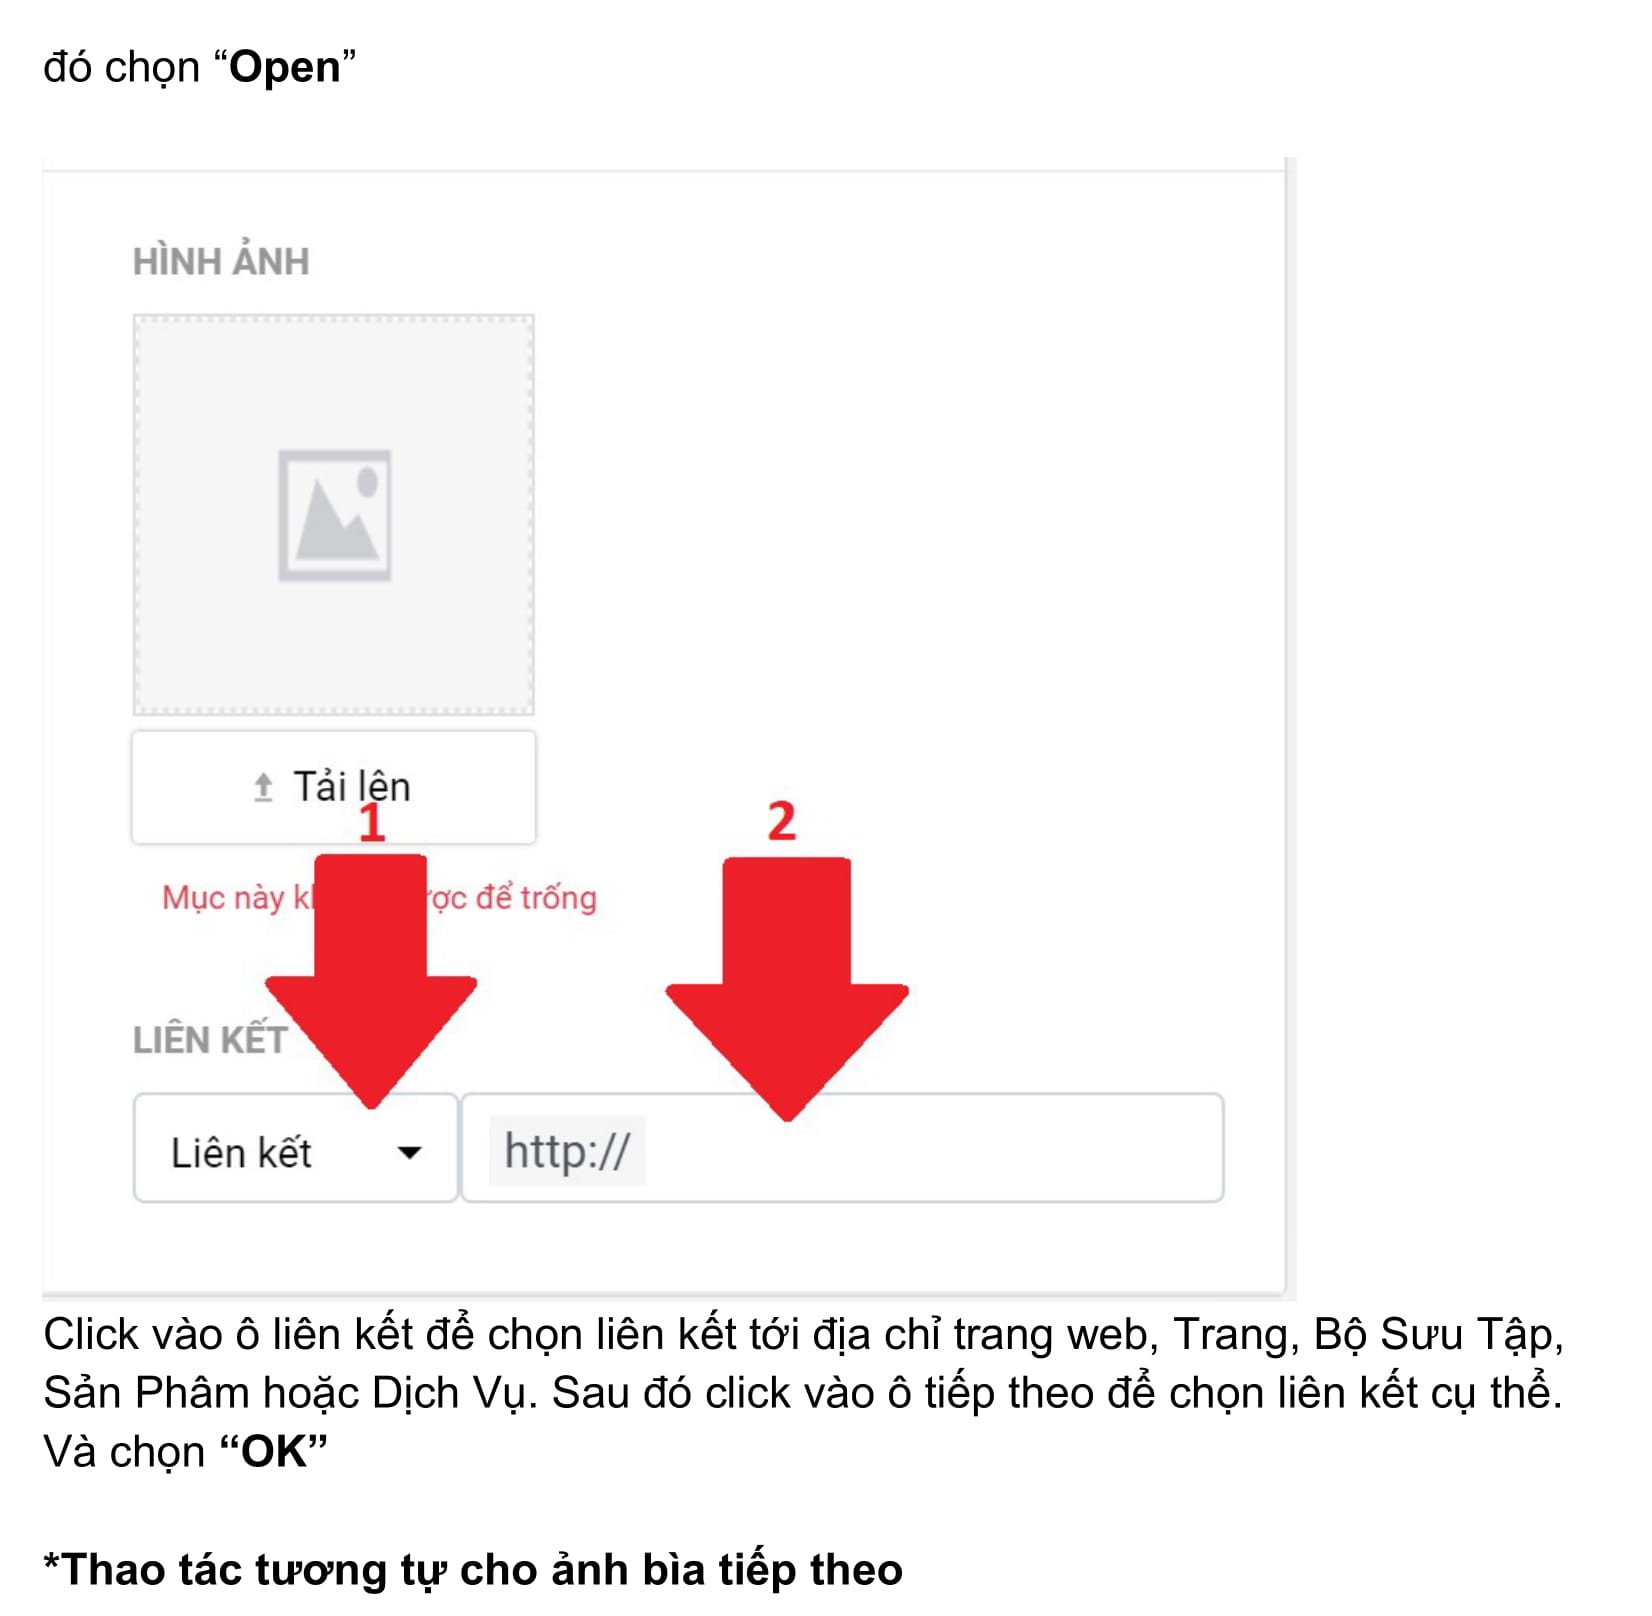 đó chọn “Open”
HÌNH ẢNH
Tải lên
1
2
Mục này để trống
LIÊN KẾT
Liên kết
http://
Click vào ô liên kết để chọn liên kết tới địa chỉ trang web, Trang, Bộ Sưu Tập,
Sản Phâm hoặc Dịch Vụ. Sau đó click vào ô tiếp theo để chọn liên kết cụ thể.
Và chọn “OK”
*Thao tác tương tự cho ảnh bìa tiếp theo